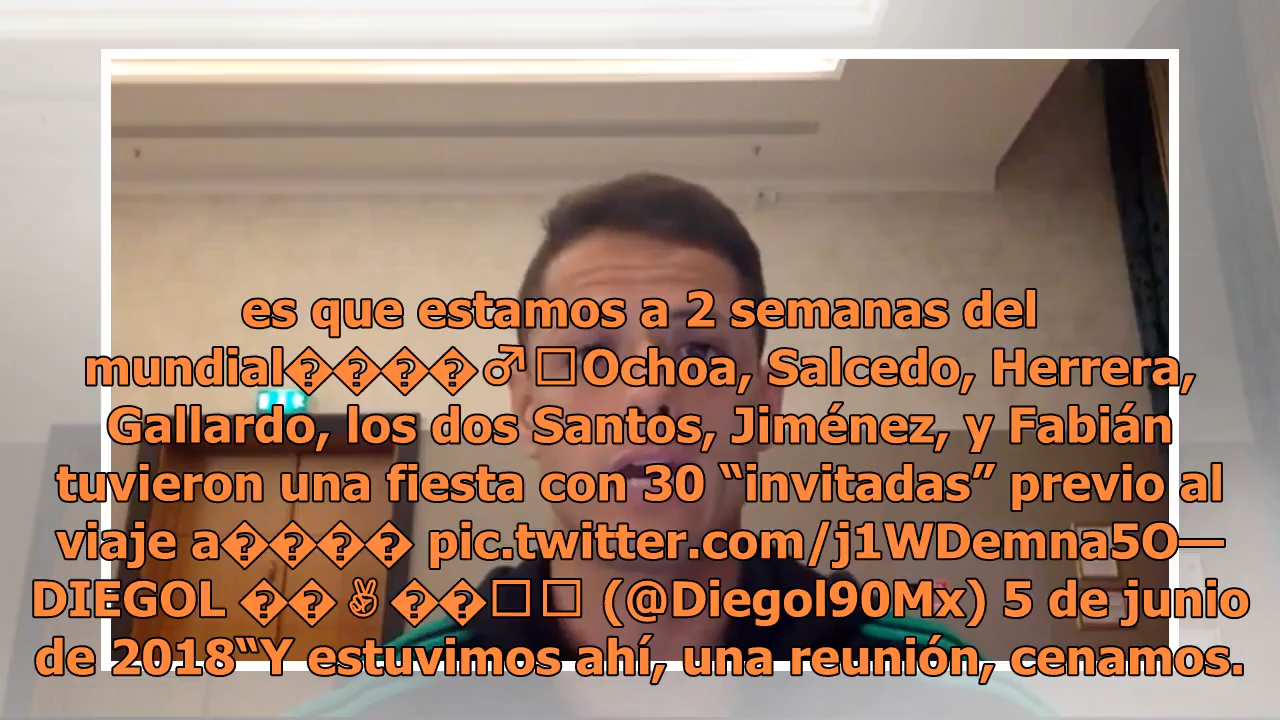 es que estamos a 2 semanas del
mundial����♂□Ochoa, Salcedo, Herrera,
Gallardo, los dos Santos, Jiménez, y Fabián
tuvieron una fiesta con 30 “invitadas” previo al
viaje a���� pic.twitter.com/j1WDemna5O—
DIEGOL ��✌��□□ (@Diegol90Mx) 5 de junio
de 2018“Y estuvimos ahí, una reunión, cenamos.